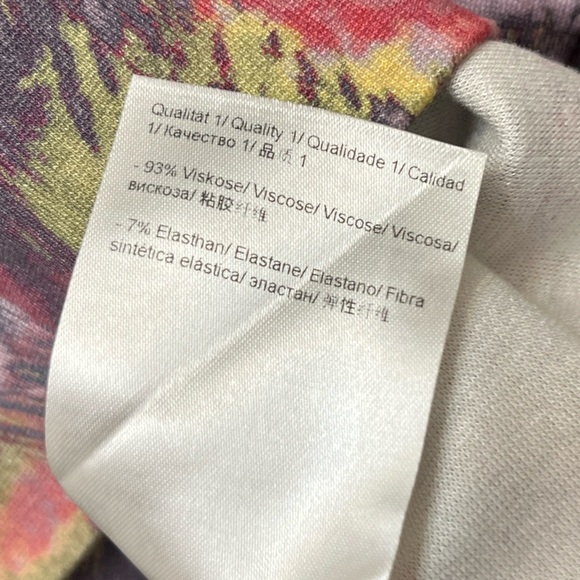 Qualität 1/ Quality 1/ Qualidade 1/ Calidad
1/ Качество 1/ 品质 1
- 93% Viskose/ Viscose/ Viscose/ Viscosa/
вискоза/ 粘胶纤维
- 7% Elasthan/ Elastane/ Elastano/ Fibra
sintética elástica/ эластан/ 弹性纤维